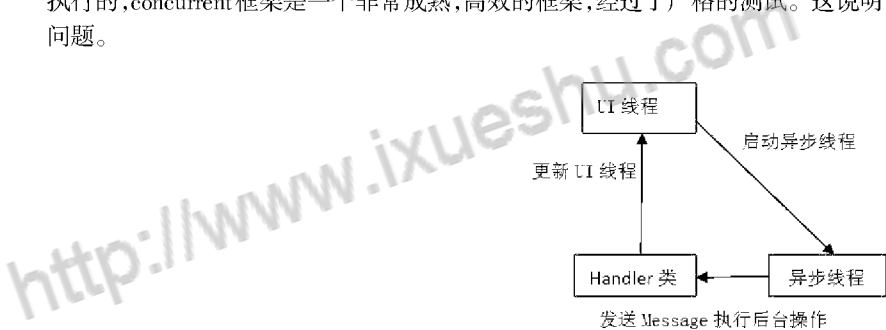 执行的,concurrent框架是一个非常成熟,高效的框架,经过了严格的测试。这说明
问题。
UI 线程
启动异步线程
更新 UI 线程
Handler 类
异步线程
发送 Message 执行后台操作
http://www.ixueshu.com